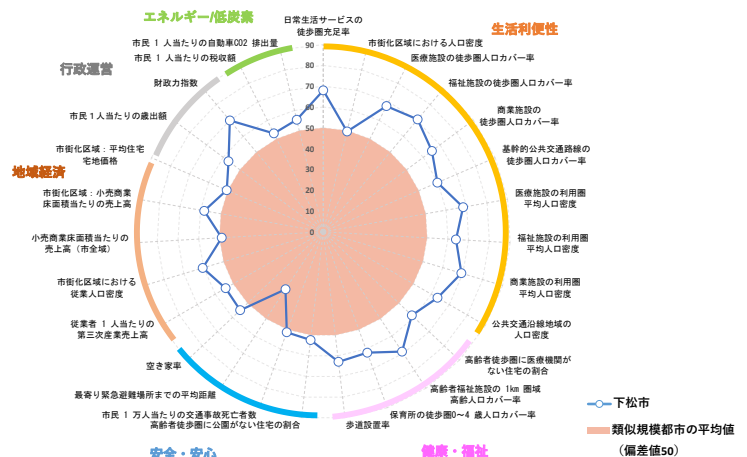 エネルギー/低炭素
日常生活サービスの
徒歩圏充足率
生活利便性
市民 1 人当たりの自動車CO2 排出量
市街化区域における人口密度
市民 1 人当たりの税収額
医療施設の徒歩圏人口カバー率
行政運営
財政力指数
福祉施設の徒歩圏人口カバー率
市民1人当たりの歳出額
商業施設の
徒歩圏人口カバー率
市街化区域：平均住宅
宅地価格
基幹的公共交通路線の
徒歩圏人口カバー率
地域経済
市街化区域：小売商業
床面積当たりの売上高
医療施設の利用圏
平均人口密度
小売商業床面積当たりの
売上高（市全域）
福祉施設の利用圏
平均人口密度
市街化区域における
従業人口密度
商業施設の利用圏
平均人口密度
従業者 1 人当たりの
第三次産業売上高
公共交通沿線地域の
人口密度
空き家率
高齢者徒歩圏に医療機関が
ない住宅の割合
最寄り緊急避難場所までの平均距離
高齢者福祉施設の 1km 圏域
高齢人口カバー率
市民 1 万人当たりの交通事故死亡者数
保育所の徒歩圏0～4 歳人口カバー率
高齢者徒歩圏に公園がない住宅の割合
歩道設置率
安全・安心
健康・福祉
90
80
70
60
50
40
30
20
10
0
下松市
類似規模都市の平均値
（偏差値50）